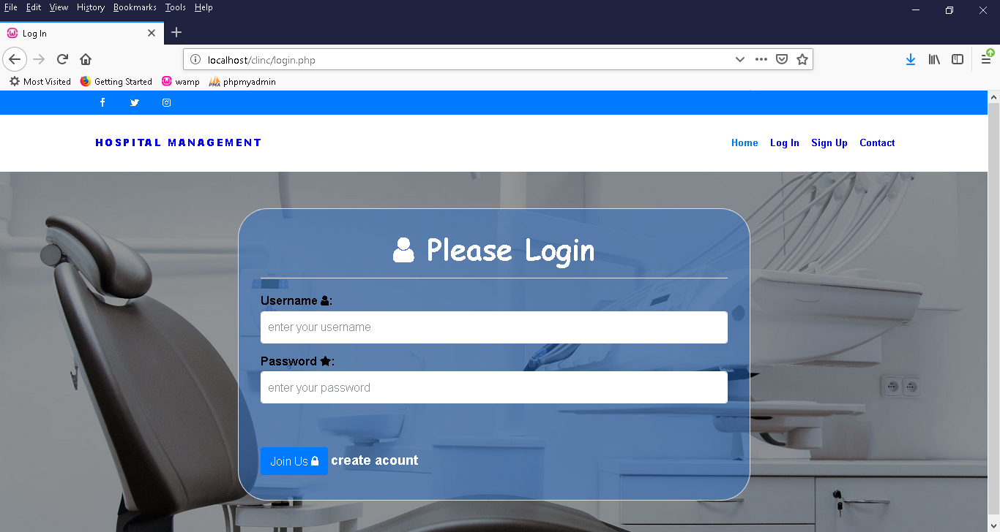 File Edit View History Bookmarks Tools Help
Log In
localhost/clinc/login.php
Most Visited Getting Started wamp phpmyadmin
HOSPITAL MANAGEMENT Home Log In Sign Up Contact
Please Login
Username :
enter your username
Password :
enter your password
Join Us create acount